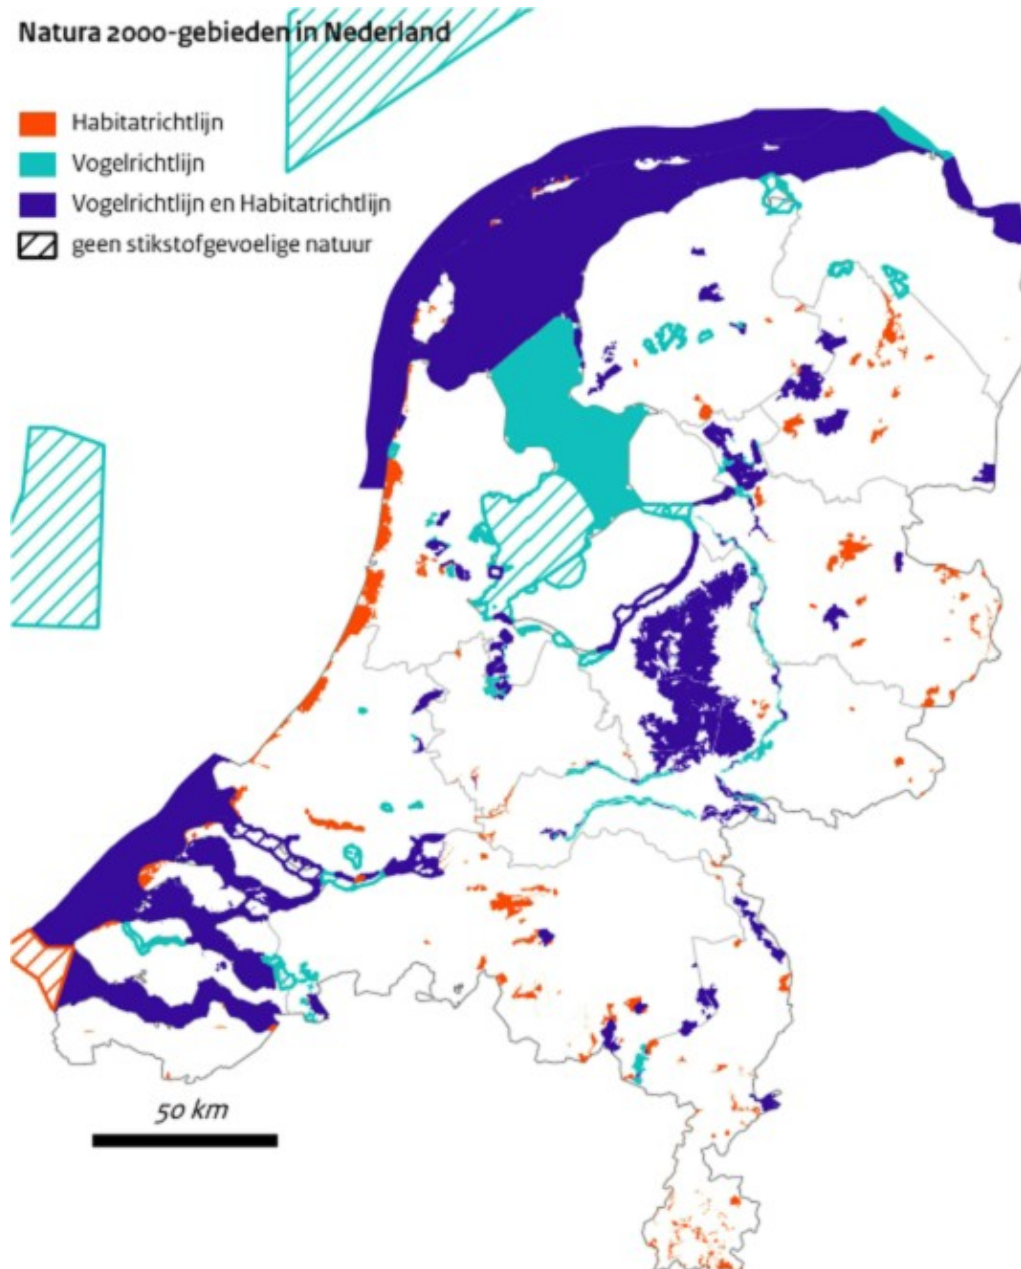 Natura 2000-gebieden in Nederland
Habitatrichtlijn
Vogelrichtlijn
Vogelrichtlijn en Habitatrichtlijn
geen stikstofgevoelige natuur
50 km